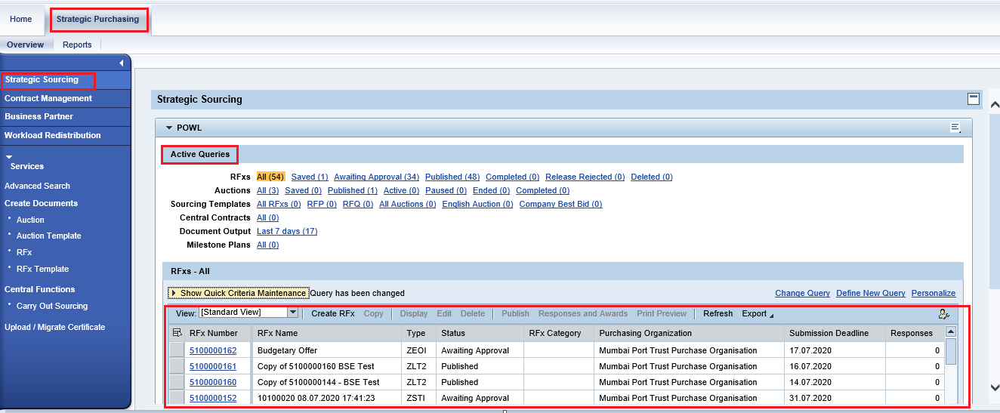 Home Strategic Purchasing
Overview Reports
Strategic Sourcing
Contract Management
Business Partner
Workload Redistribution
Services
Advanced Search
Create Documents
Auction
Auction Template
RFx
RFx Template
Central Functions
Carry Out Sourcing
Upload / Migrate Certificate
Strategic Sourcing
POWL
Active Queries
RFxs All (54) Saved (1) Awaiting Approval (34) Published (48) Completed (0) Release Rejected (0) Deleted (0)
Auctions All (3) Saved (0) Published (1) Active (0) Paused (0) Ended (0) Completed (0)
Sourcing Templates All RFxs (0) RFP (0) RFQ (0) All Auctions (0) English Auction (0) Company Best Bid (0)
Central Contracts All (0)
Document Output Last 7 days (17)
Milestone Plans All (0)
RFxs - All
Show Quick Criteria Maintenance Query has been changed Change Query Define New Query Personalize
View: [Standard View] Create RFx Copy Display Edit Delete Publish Responses and Awards Print Preview Refresh Export
RFx Number RFx Name Type Status RFx Category Purchasing Organization Submission Deadline Responses
5100000162 Budgetary Offer ZEOI Awaiting Approval Mumbai Port Trust Purchase Organisation 17.07.2020 0
5100000161 Copy of 5100000160 BSE Test ZLT2 Published Mumbai Port Trust Purchase Organisation 16.07.2020 0
5100000160 Copy of 5100000144 - BSE Test ZLT2 Published Mumbai Port Trust Purchase Organisation 14.07.2020 0
5100000152 10100020 08.07.2020 17:41:23 ZSTI Awaiting Approval Mumbai Port Trust Purchase Organisation 31.07.2020 0